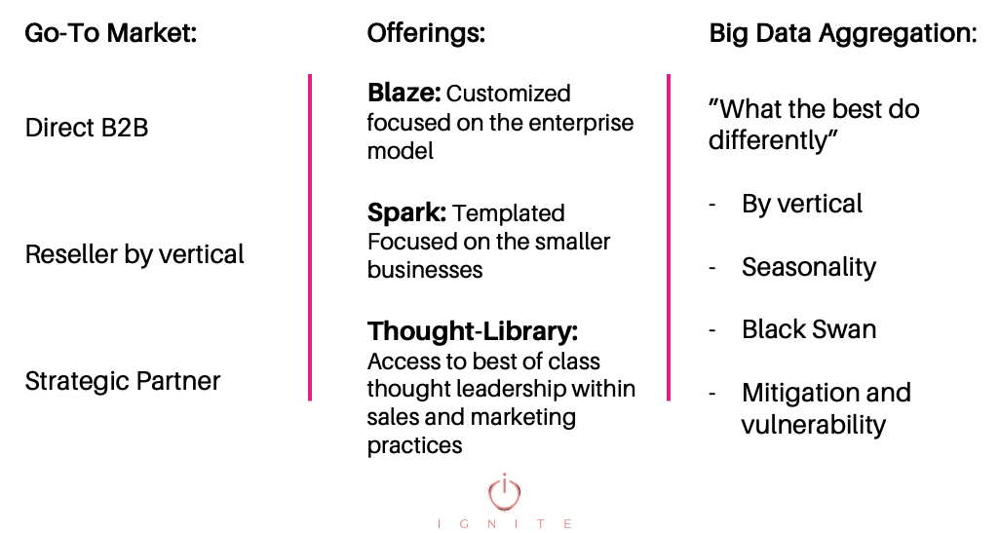 Go-To Market:
Direct B2B
Reseller by vertical
Strategic Partner
Offerings:
Blaze: Customized
focused on the enterprise
model
Spark: Templated
Focused on the smaller
businesses
Thought-Library:
Access to best of class
thought leadership within
sales and marketing
practices
Big Data Aggregation:
”What the best do
differently”
- By vertical
- Seasonality
- Black Swan
- Mitigation and
vulnerability
IGNITE